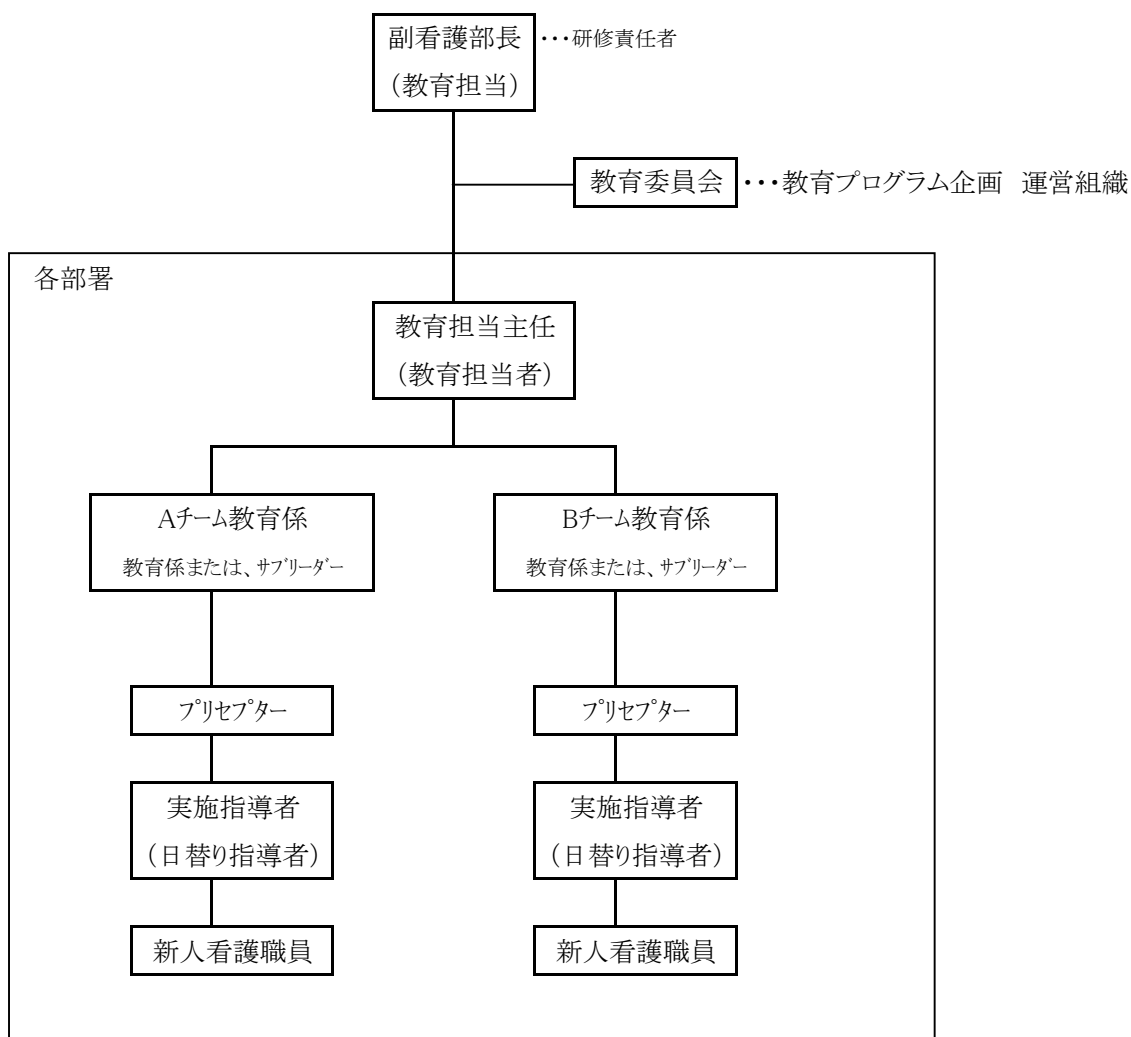 副看護部長 ･･･研修責任者
（教育担当）
教育委員会 ･･･教育プログラム企画　運営組織
各部署
教育担当主任
（教育担当者）
Aﾁｰﾑ教育係
教育係または、ｻﾌﾞﾘｰﾀﾞｰ
Bﾁｰﾑ教育係
教育係または、ｻﾌﾞﾘｰﾀﾞｰ
ﾌﾟﾘｾﾌﾟﾀｰ
ﾌﾟﾘｾﾌﾟﾀｰ
実施指導者
（日替り指導者）
実施指導者
（日替り指導者）
新人看護職員
新人看護職員